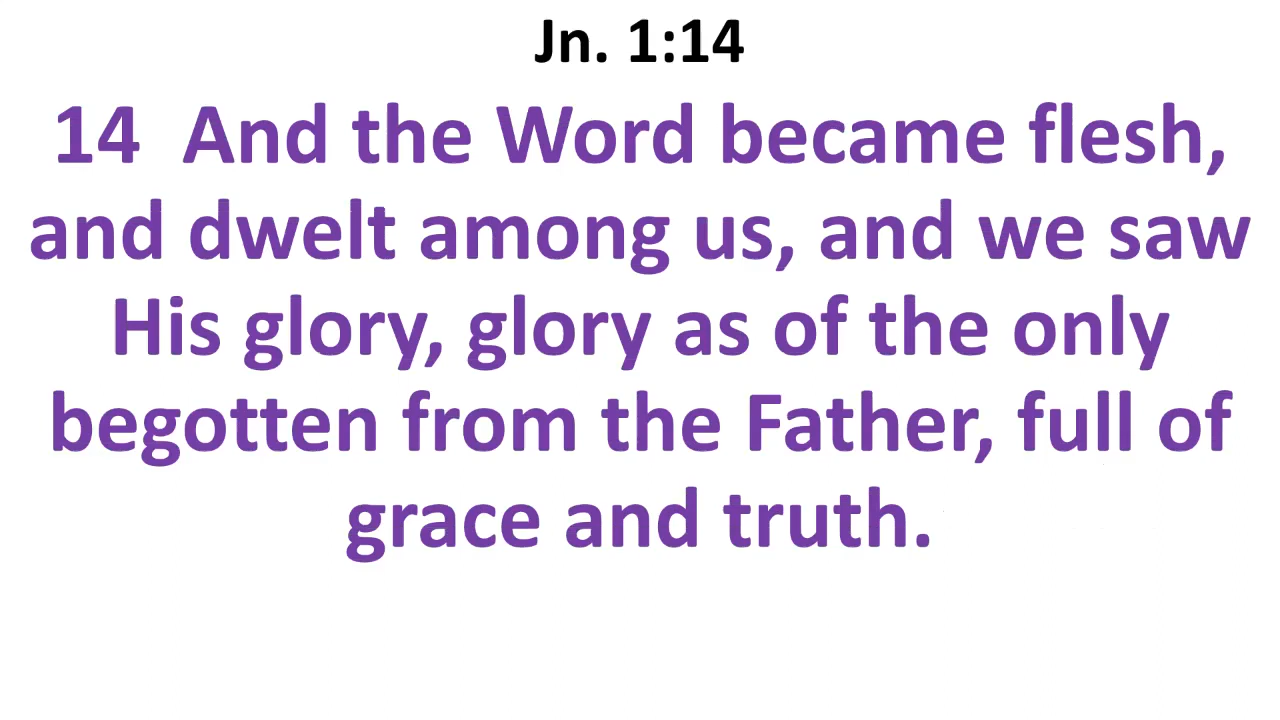 Jn. 1:14
14  And the Word became flesh,
and dwelt among us, and we saw
His glory, glory as of the only
begotten from the Father, full of
grace and truth.